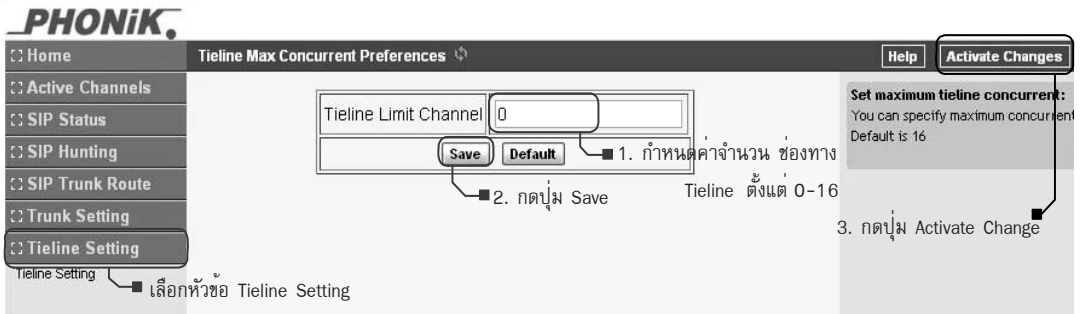 PHONiK.
Home
Tieline Max Concurrent Preferences
Help
Activate Changes
Active Channels
SIP Status
SIP Hunting
SIP Trunk Route
Trunk Setting
Tieline Setting
Tieline Setting
Tieline Limit Channel
0
Save
Default
Set maximum tieline concurrent:
You can specify maximum concurrent
Default is 16
1. กำหนดค่าจำนวน ช่องทาง
Tieline ตั้งแต่ 0-16
2. กดปุ่ม Save
3. กดปุ่ม Activate Change
เลือกหัวข้อ Tieline Setting